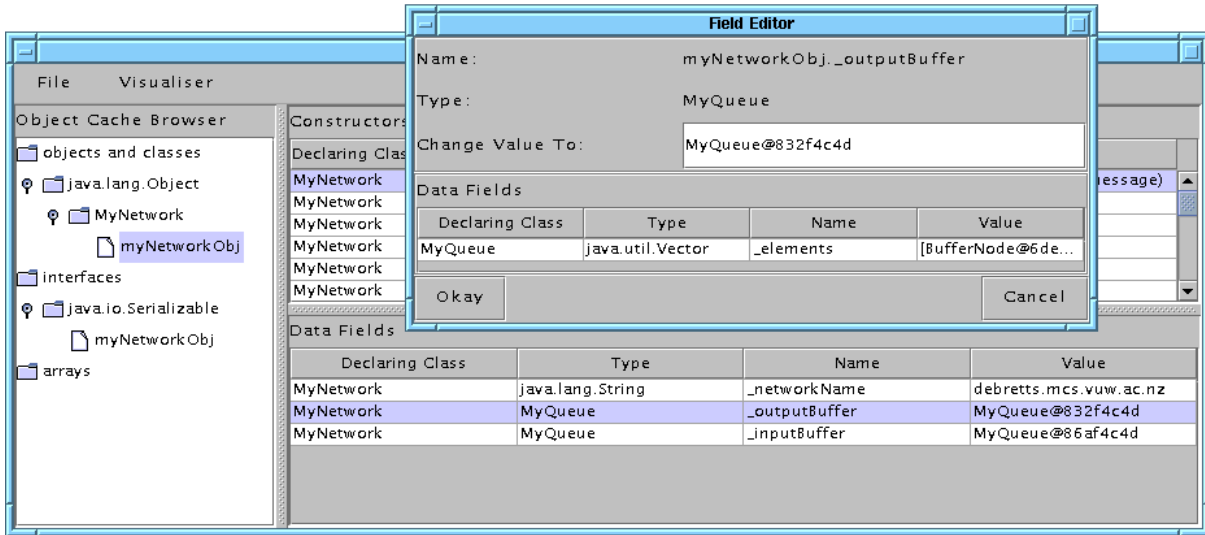 Field Editor
Name: myNetworkObj._outputBuffer
Type: MyQueue
Change Value To: MyQueue@832f4c4d
Data Fields
Declaring Class Type Name Value
MyQueue java.util.Vector _elements [BufferNode@6de...
Okay Cancel
File Visualiser
Object Cache Browser
objects and classes
java.lang.Object
MyNetwork
myNetworkObj
interfaces
java.io.Serializable
myNetworkObj
arrays
Constructors
Declaring Clas
MyNetwork essage)
MyNetwork
MyNetwork
MyNetwork
MyNetwork
MyNetwork
Data Fields
Declaring Class Type Name Value
MyNetwork java.lang.String _networkName debretts.mcs.vuw.ac.nz
MyNetwork MyQueue _outputBuffer MyQueue@832f4c4d
MyNetwork MyQueue _inputBuffer MyQueue@86af4c4d